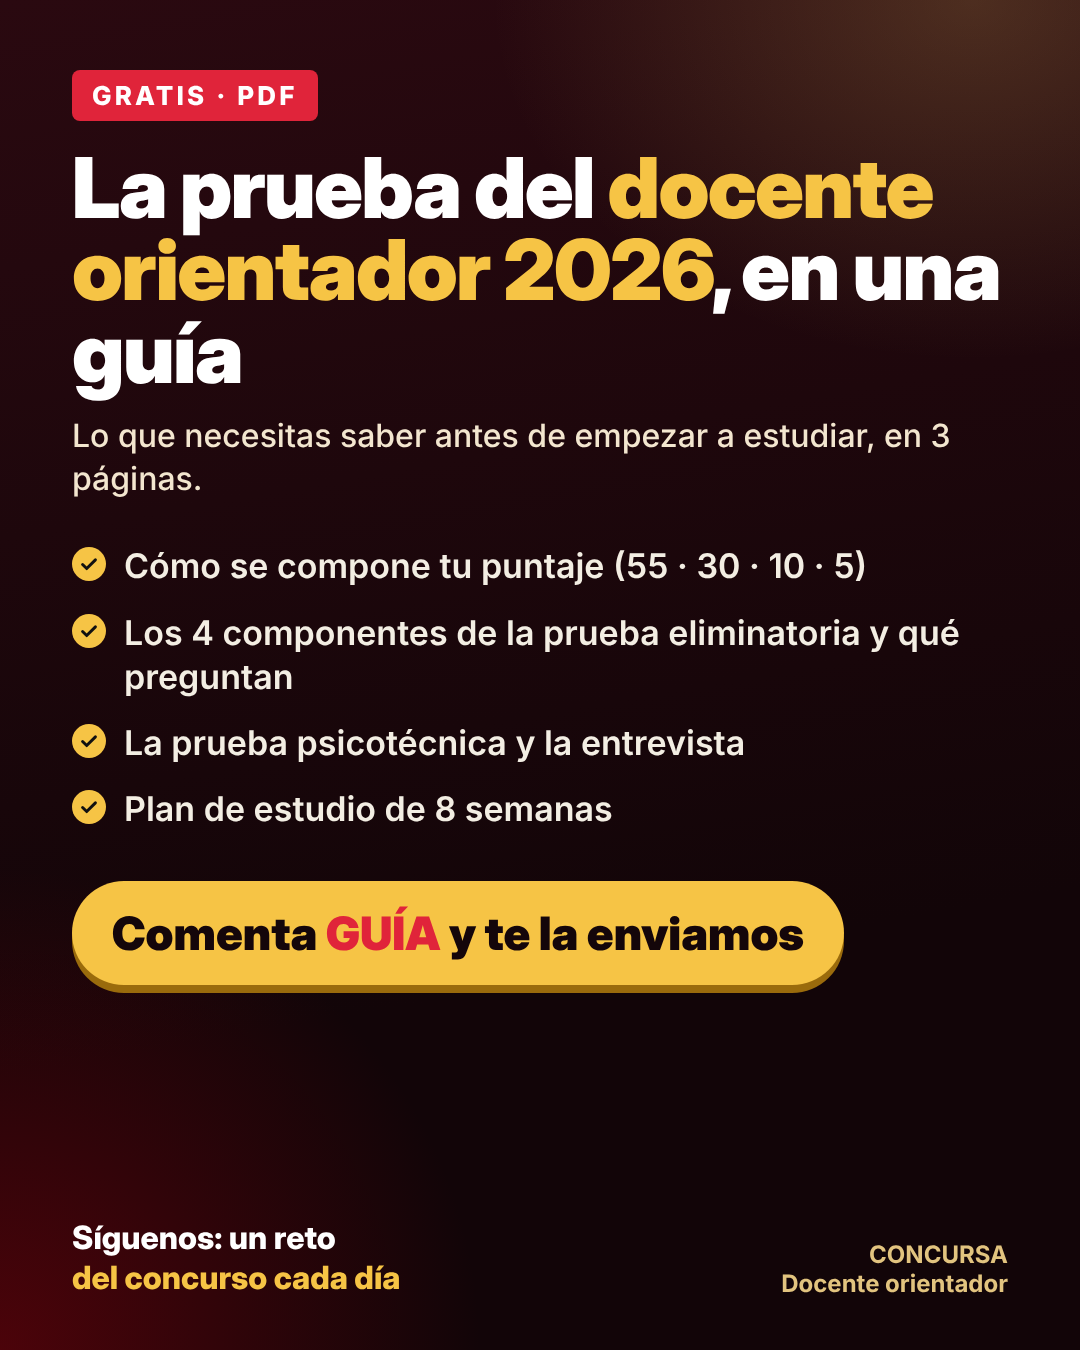 GRATIS · PDF
La prueba del docente
orientador 2026, en una
guía
Lo que necesitas saber antes de empezar a estudiar, en 3
páginas.
Cómo se compone tu puntaje (55 · 30 · 10 · 5)
Los 4 componentes de la prueba eliminatoria y qué
preguntan
La prueba psicotécnica y la entrevista
Plan de estudio de 8 semanas
Comenta GUÍA y te la enviamos
Síguenos: un reto
del concurso cada día
CONCURSA
Docente orientador